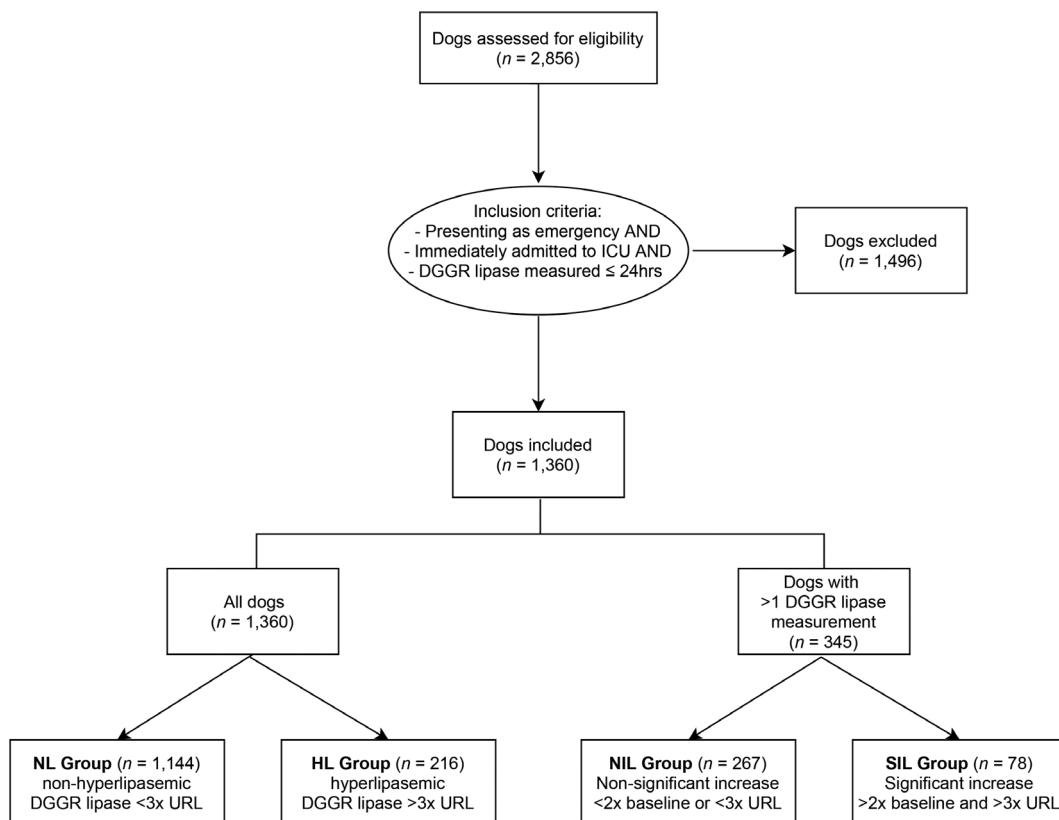 Dogs assessed for eligibility
(n = 2,856)
Inclusion criteria:
- Presenting as emergency AND
- Immediately admitted to ICU AND
- DGGR lipase measured ≤ 24hrs
Dogs excluded
(n = 1,496)
Dogs included
(n = 1,360)
All dogs
(n = 1,360)
Dogs with
>1 DGGR lipase
measurement
(n = 345)
NL Group (n = 1,144)
non-hyperlipasemic
DGGR lipase <3x URL
HL Group (n = 216)
hyperlipasemic
DGGR lipase >3x URL
NIL Group (n = 267)
Non-significant increase
<2x baseline or <3x URL
SIL Group (n = 78)
Significant increase
>2x baseline and >3x URL